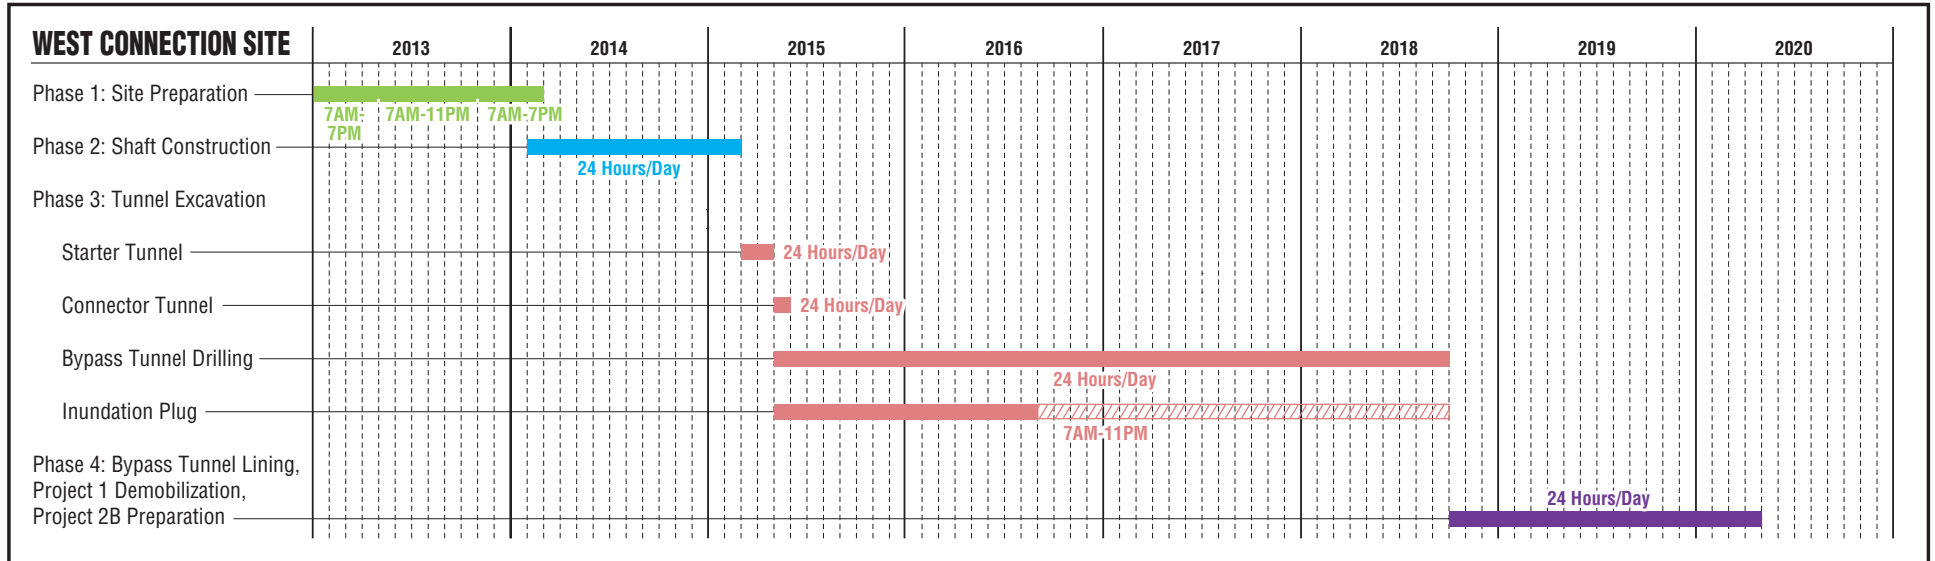 WEST CONNECTION SITE
2013 2014 2015 2016 2017 2018 2019 2020
Phase 1: Site Preparation
7AM-
7PM
7AM-11PM
7AM-7PM
Phase 2: Shaft Construction
24 Hours/Day
Phase 3: Tunnel Excavation
Starter Tunnel
24 Hours/Day
Connector Tunnel
24 Hours/Day
Bypass Tunnel Drilling
24 Hours/Day
Inundation Plug
7AM-11PM
Phase 4: Bypass Tunnel Lining,
Project 1 Demobilization,
Project 2B Preparation
24 Hours/Day